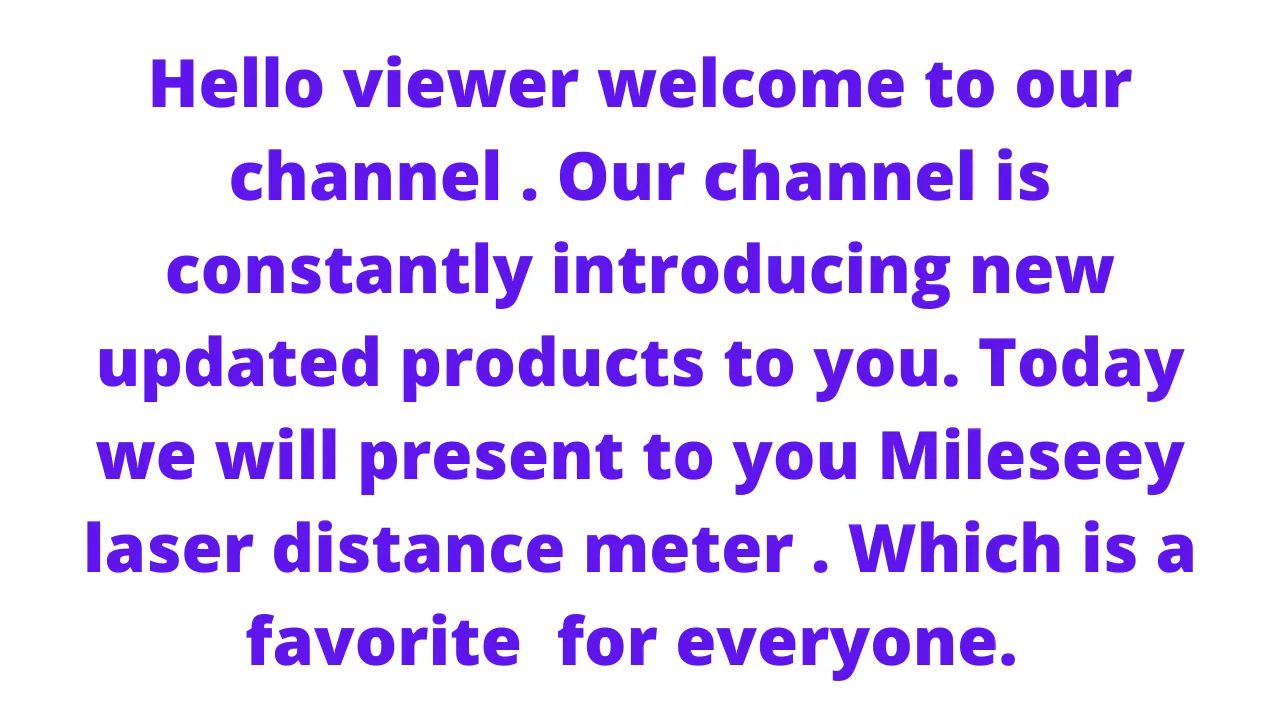 Hello viewer welcome to our
channel . Our channel is
constantly introducing new
updated products to you. Today
we will present to you Mileseey
laser distance meter . Which is a
favorite  for everyone.